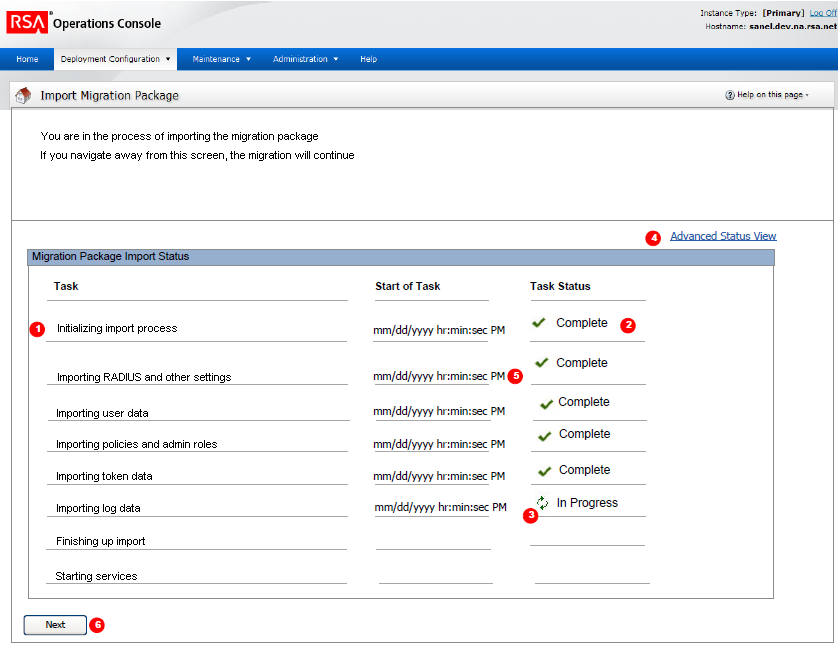 Instance Type: [Primary] Log Off
RSA Operations Console
Hostname: sanel.dev.na.rsa.net
Home Deployment Configuration Maintenance Administration Help
Import Migration Package ? Help on this page
You are in the process of importing the migration package
If you navigate away from this screen, the migration will continue
4 Advanced Status View
Migration Package Import Status
Task Start of Task Task Status
1 Initializing import process mm/dd/yyyy hr:min:sec PM Complete 2
Importing RADIUS and other settings mm/dd/yyyy hr:min:sec PM 5 Complete
Importing user data mm/dd/yyyy hr:min:sec PM Complete
Importing policies and admin roles mm/dd/yyyy hr:min:sec PM Complete
Importing token data mm/dd/yyyy hr:min:sec PM Complete
Importing log data mm/dd/yyyy hr:min:sec PM In Progress
3
Finishing up import
Starting services
Next 6